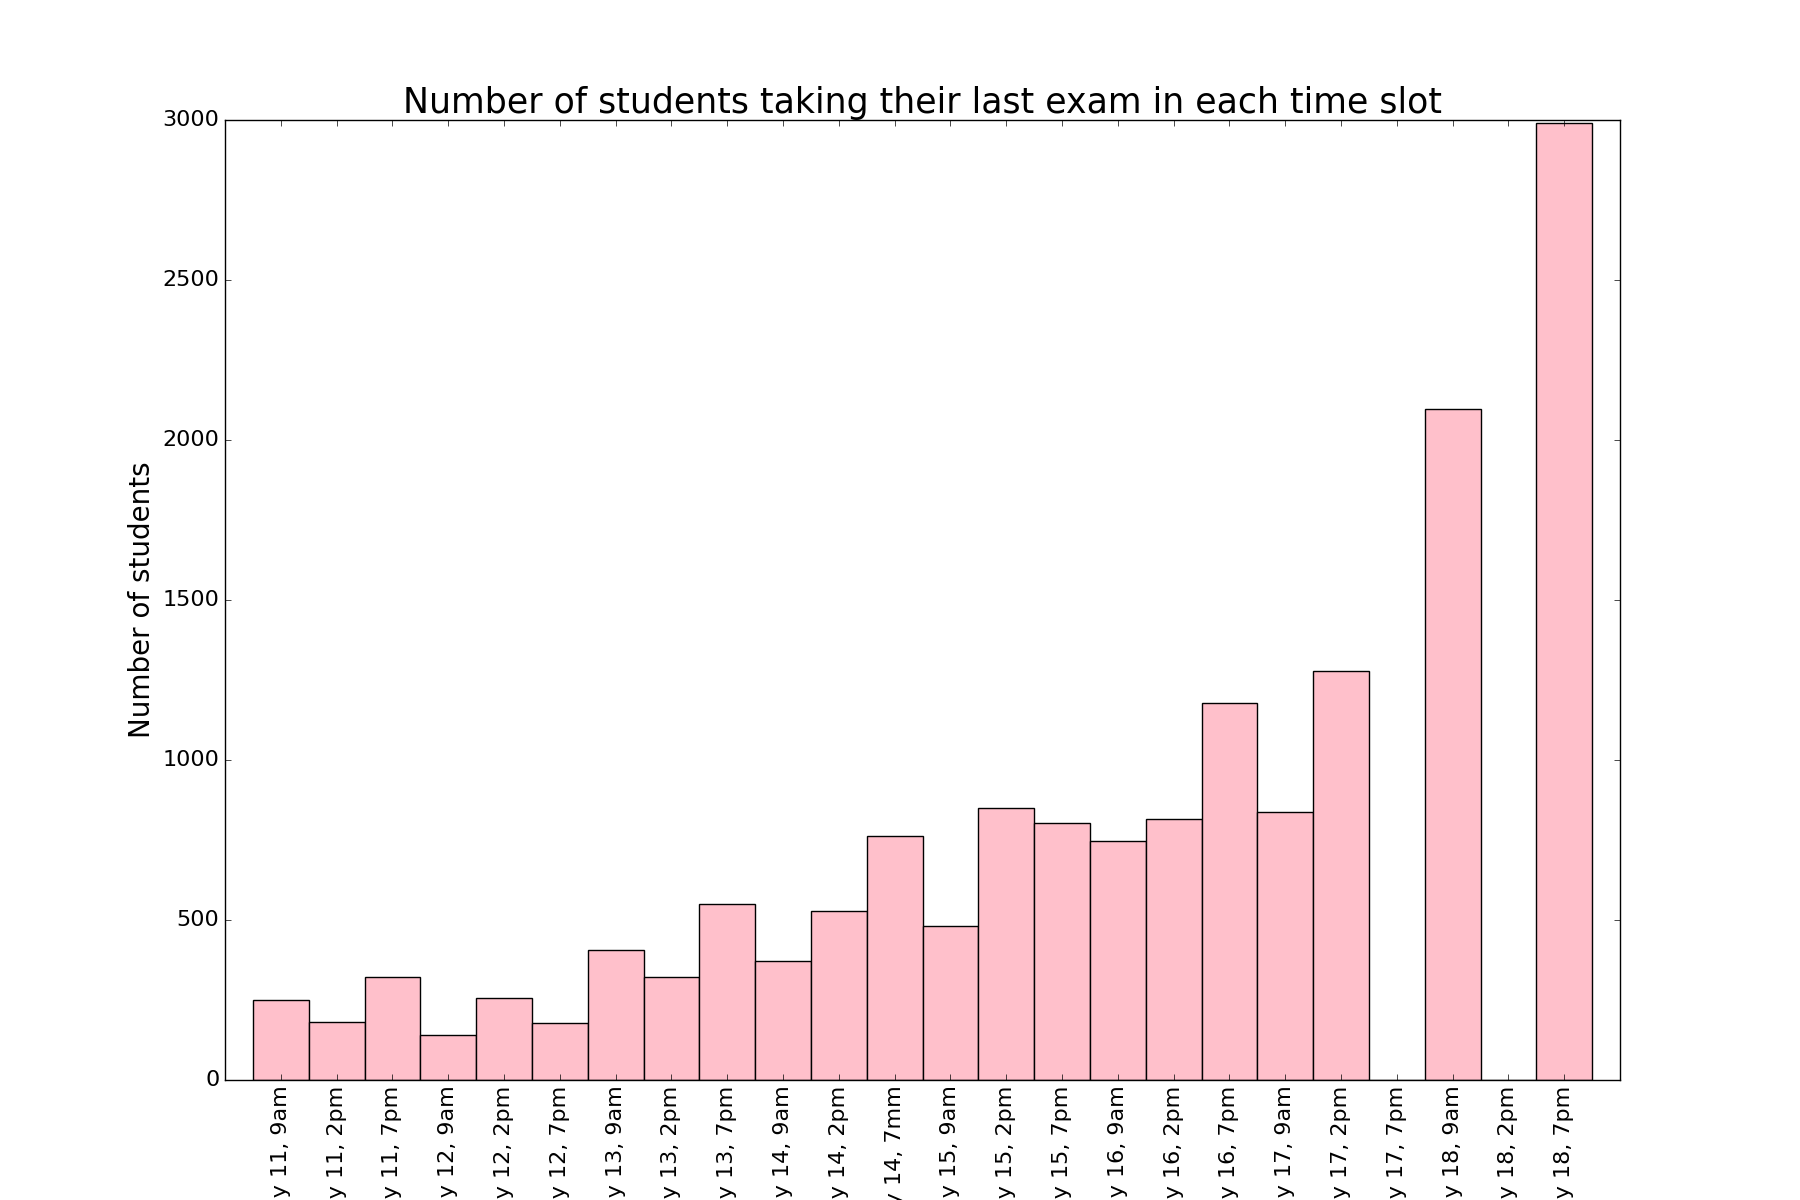 Number of students taking their last exam in each time slot
Number of students
3000
2500
2000
1500
1000
500
0
y 11, 9am
y 11, 2pm
y 11, 7pm
y 12, 9am
y 12, 2pm
y 12, 7pm
y 13, 9am
y 13, 2pm
y 13, 7pm
y 14, 9am
y 14, 2pm
y 14, 7mm
y 15, 9am
y 15, 2pm
y 15, 7pm
y 16, 9am
y 16, 2pm
y 16, 7pm
y 17, 9am
y 17, 2pm
y 17, 7pm
y 18, 9am
y 18, 2pm
y 18, 7pm